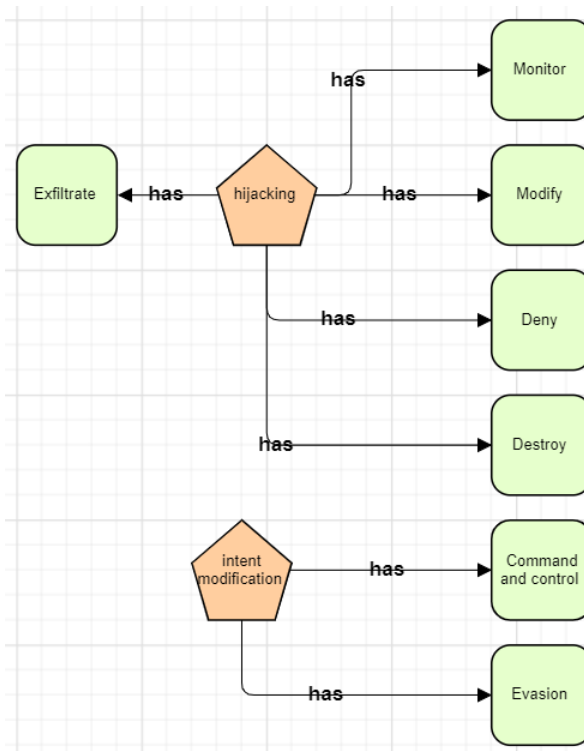 Monitor
has
Exfiltrate
has
hijacking
has
Modify
has
Deny
has
Destroy
intent
modification
has
Command
and control
has
Evasion